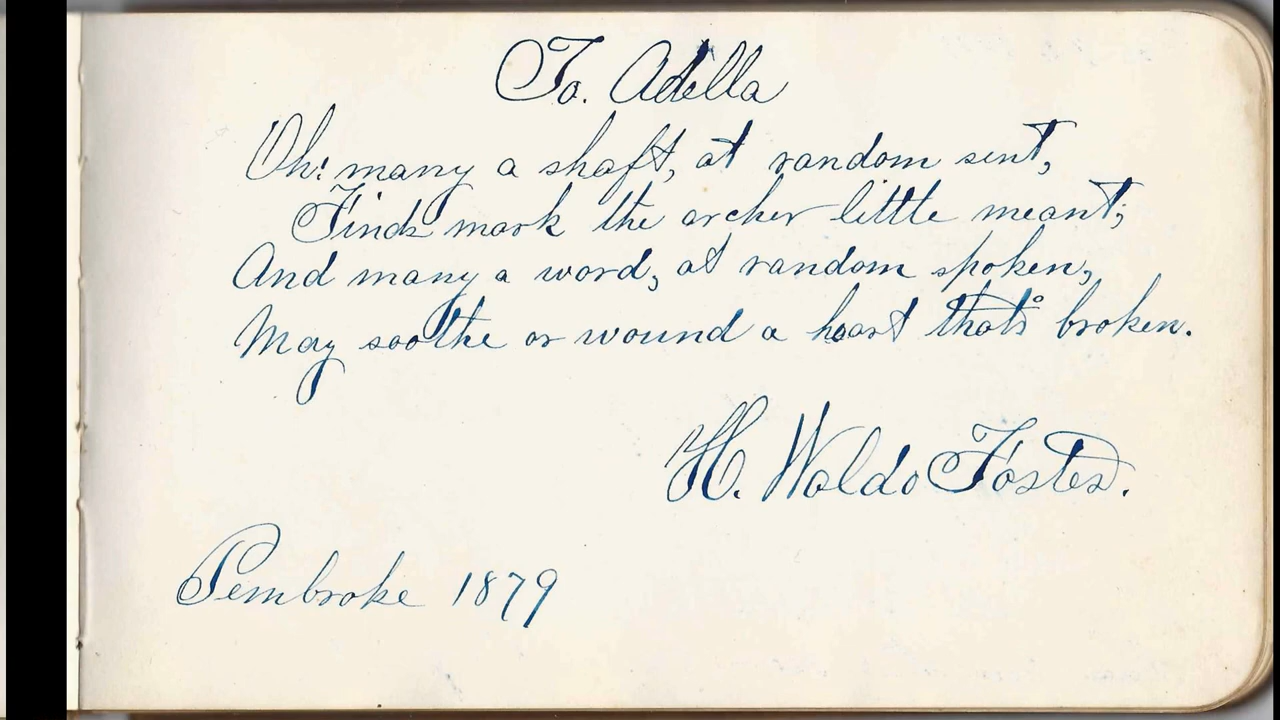 To. Adella
Oh! many a shaft, at random sent,
Finds mark the archer little meant;
And many a word, at random spoken,
May soothe or wound a heart that's broken.
H. Waldo Foster.
Pembroke 1879